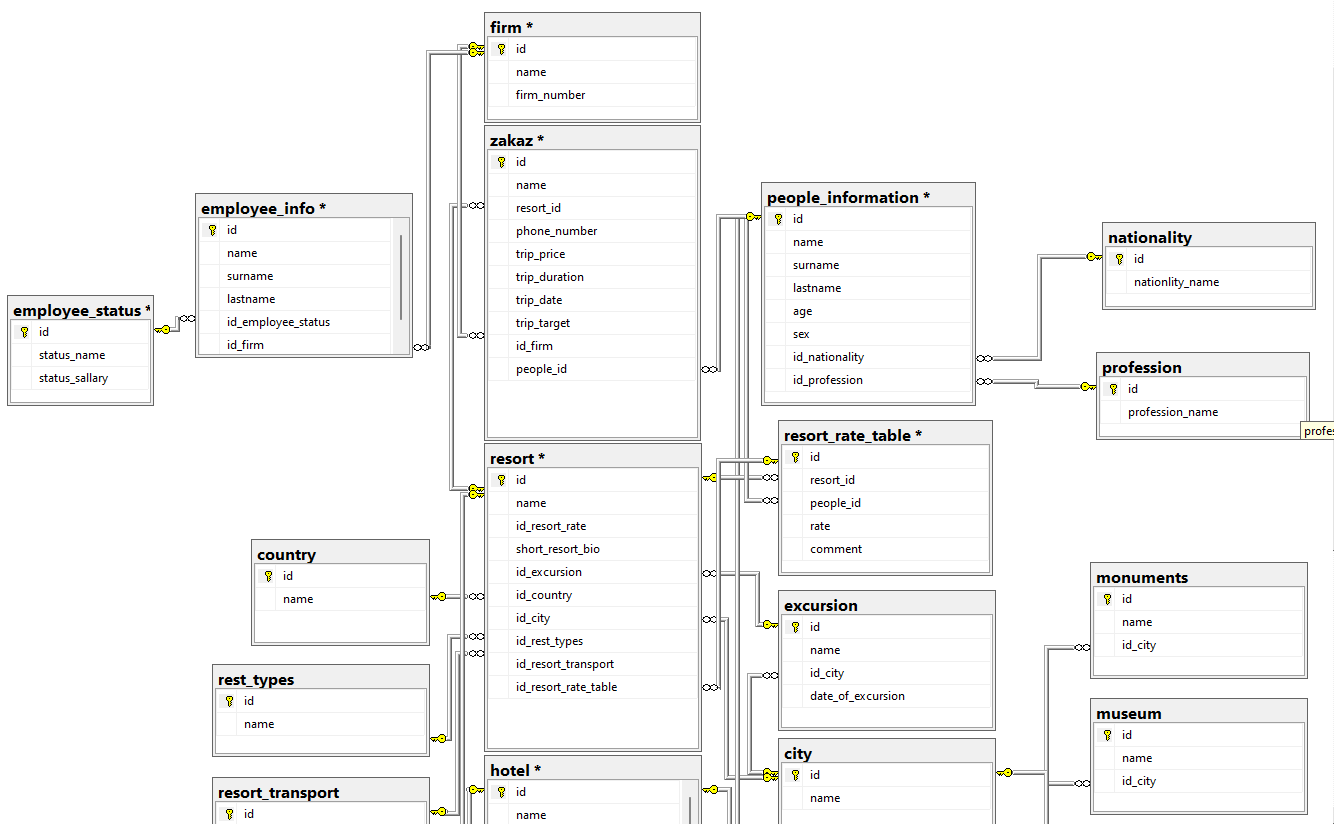 firm *
id
name
firm_number
zakaz *
id
name
resort_id
phone_number
trip_price
trip_duration
trip_date
trip_target
id_firm
people_id
employee_info *
id
name
surname
lastname
id_employee_status
id_firm
employee_status *
id
status_name
status_sallary
people_information *
id
name
surname
lastname
age
sex
id_nationality
id_profession
nationality
id
nationlity_name
profession
id
profession_name
profes
resort_rate_table *
id
resort_id
people_id
rate
comment
resort *
id
name
id_resort_rate
short_resort_bio
id_excursion
id_country
id_city
id_rest_types
id_resort_transport
id_resort_rate_table
country
id
name
rest_types
id
name
resort_transport
id
excursion
id
name
id_city
date_of_excursion
monuments
id
name
id_city
museum
id
name
id_city
city
id
name
hotel *
id
name